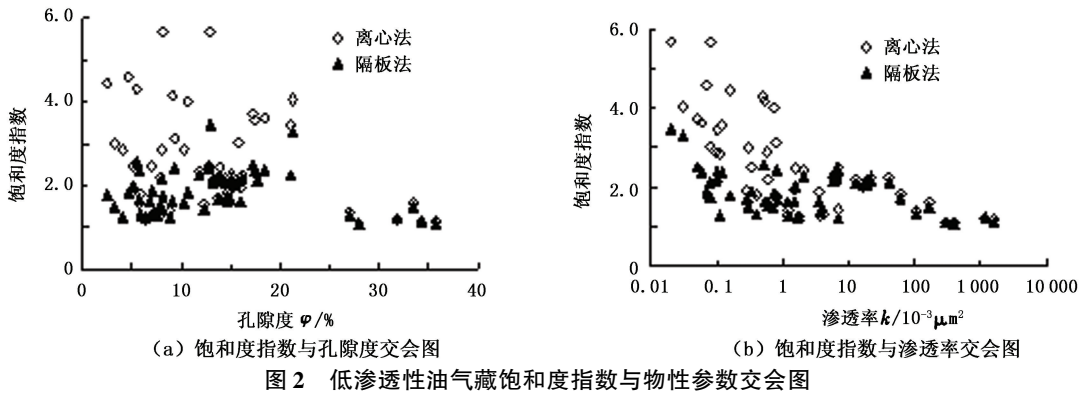 6.0
4.0
2.0
0
饱和度指数
◇ 离心法
▲ 隔板法
0 10 20 30 40
孔隙度 φ/%
(a) 饱和度指数与孔隙度交会图
6.0
4.0
2.0
0
饱和度指数
◇ 离心法
▲ 隔板法
0.01 0.1 1 10 100 1 000 10 000
渗透率k/10⁻³μm²
(b) 饱和度指数与渗透率交会图
图2 低渗透性油气藏饱和度指数与物性参数交会图